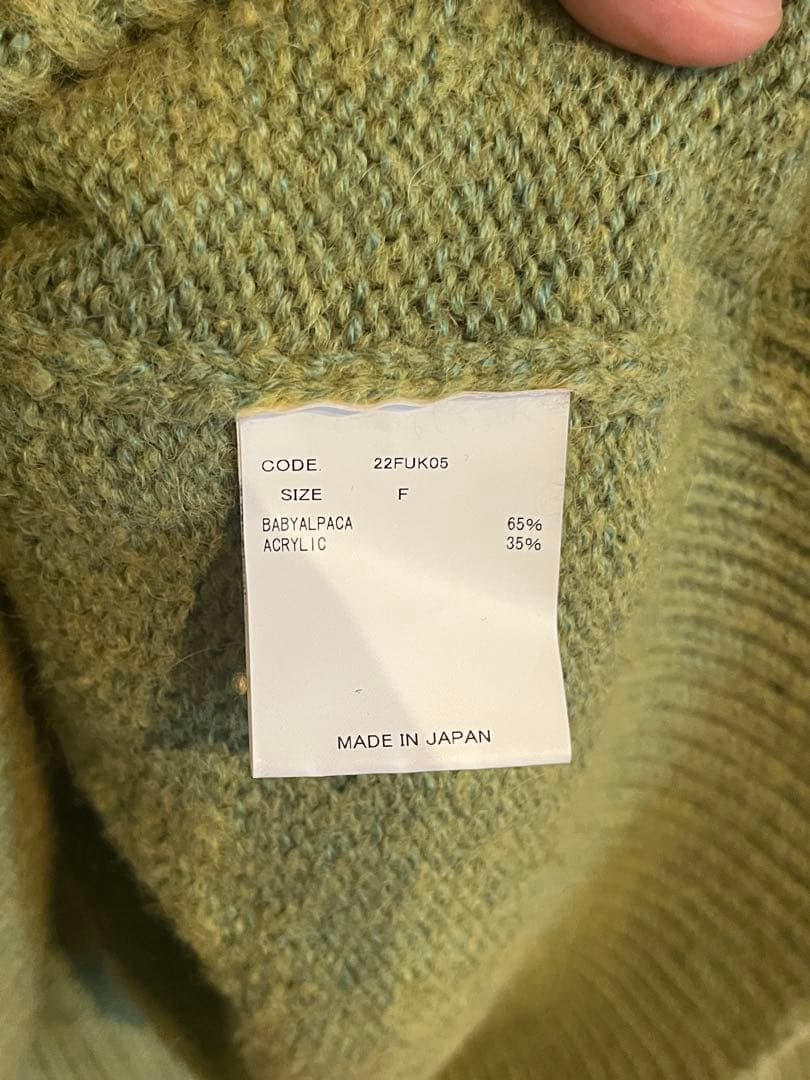 CODE. 22FUK05
SIZE F
BABYALPACA 65%
ACRYLIC 35%
MADE IN JAPAN